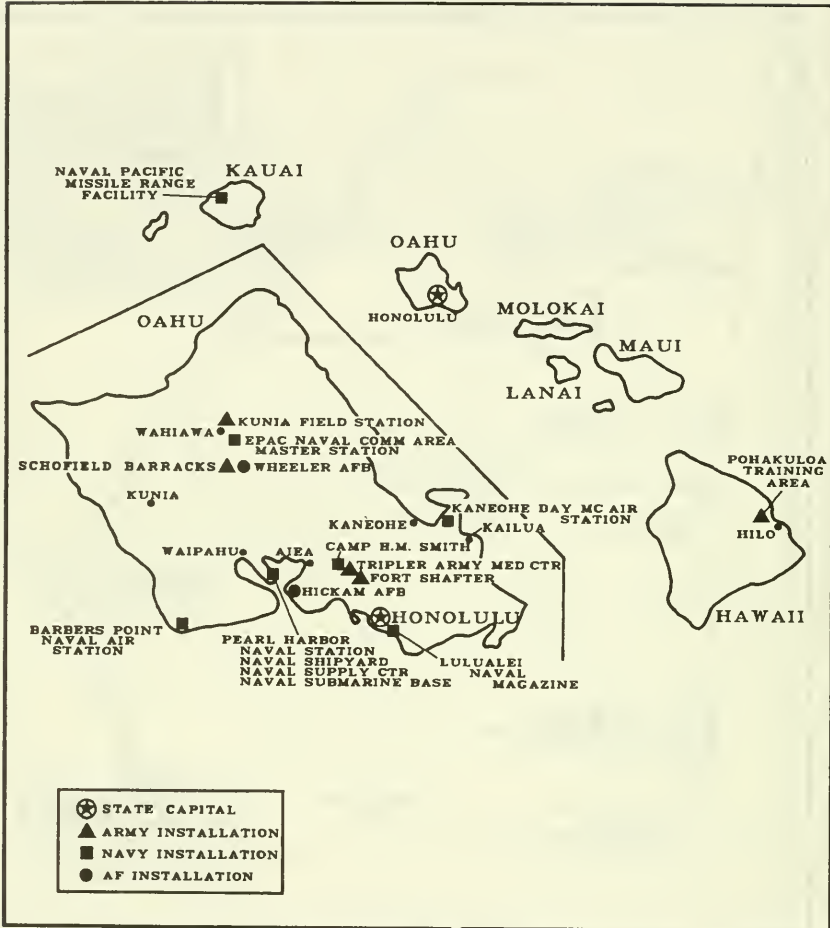 NAVAL PACIFIC
MISSILE RANGE
FACILITY
KAUAI
OAHU
HONOLULU
MOLOKAI
MAUI
LANAI
OAHU
KUNIA FIELD STATION
WAHIAWA
EPAC NAVAL COMM AREA
MASTER STATION
SCHOFIELD BARRACKS
WHEELER AFB
KUNIA
POHAKULOA
TRAINING
AREA
HILO
HAWAII
KANEOHE DAY MC AIR
STATION
KANEOHE
KAILUA
CAMP H.M. SMITH
WAIPAHU
AIEA
TRIPLER ARMY MED CTR
FORT SHAFTER
HICKAM AFB
HONOLULU
BARBERS POINT
NAVAL AIR
STATION
PEARL HARBOR
NAVAL STATION
NAVAL SHIPYARD
NAVAL SUPPLY CTR
NAVAL SUBMARINE BASE
LULUALEI
NAVAL
MAGAZINE
STATE CAPITAL
ARMY INSTALLATION
NAVY INSTALLATION
AF INSTALLATION